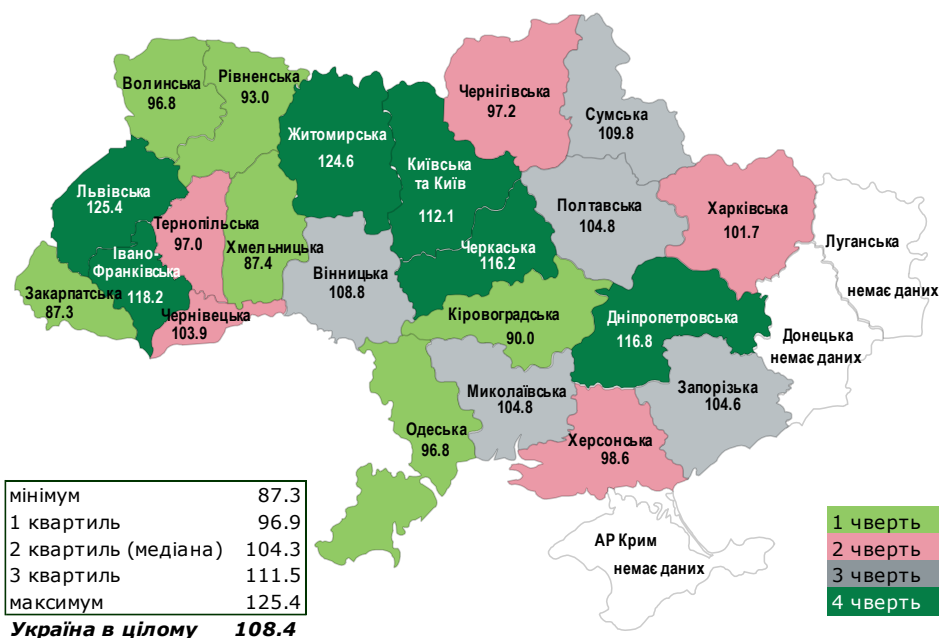 Волинська
96.8
Рівненська
93.0
Житомирська
124.6
Київська
та Київ
112.1
Чернігівська
97.2
Сумська
109.8
Львівська
125.4
Тернопільська
97.0
Хмельницька
87.4
Івано-
Франківська
118.2
Закарпатська
87.3
Чернівецька
103.9
Вінницька
108.8
Черкаська
116.2
Полтавська
104.8
Харківська
101.7
Луганська
немає даних
Донецька
немає даних
Кіровоградська
90.0
Дніпропетровська
116.8
Запорізька
104.6
Миколаївська
104.8
Одеська
96.8
Херсонська
98.6
АР Крим
немає даних
мінімум 87.3
1 квартиль 96.9
2 квартиль (медіана) 104.3
3 квартиль 111.5
максимум 125.4
Україна в цілому 108.4
1 чверть
2 чверть
3 чверть
4 чверть